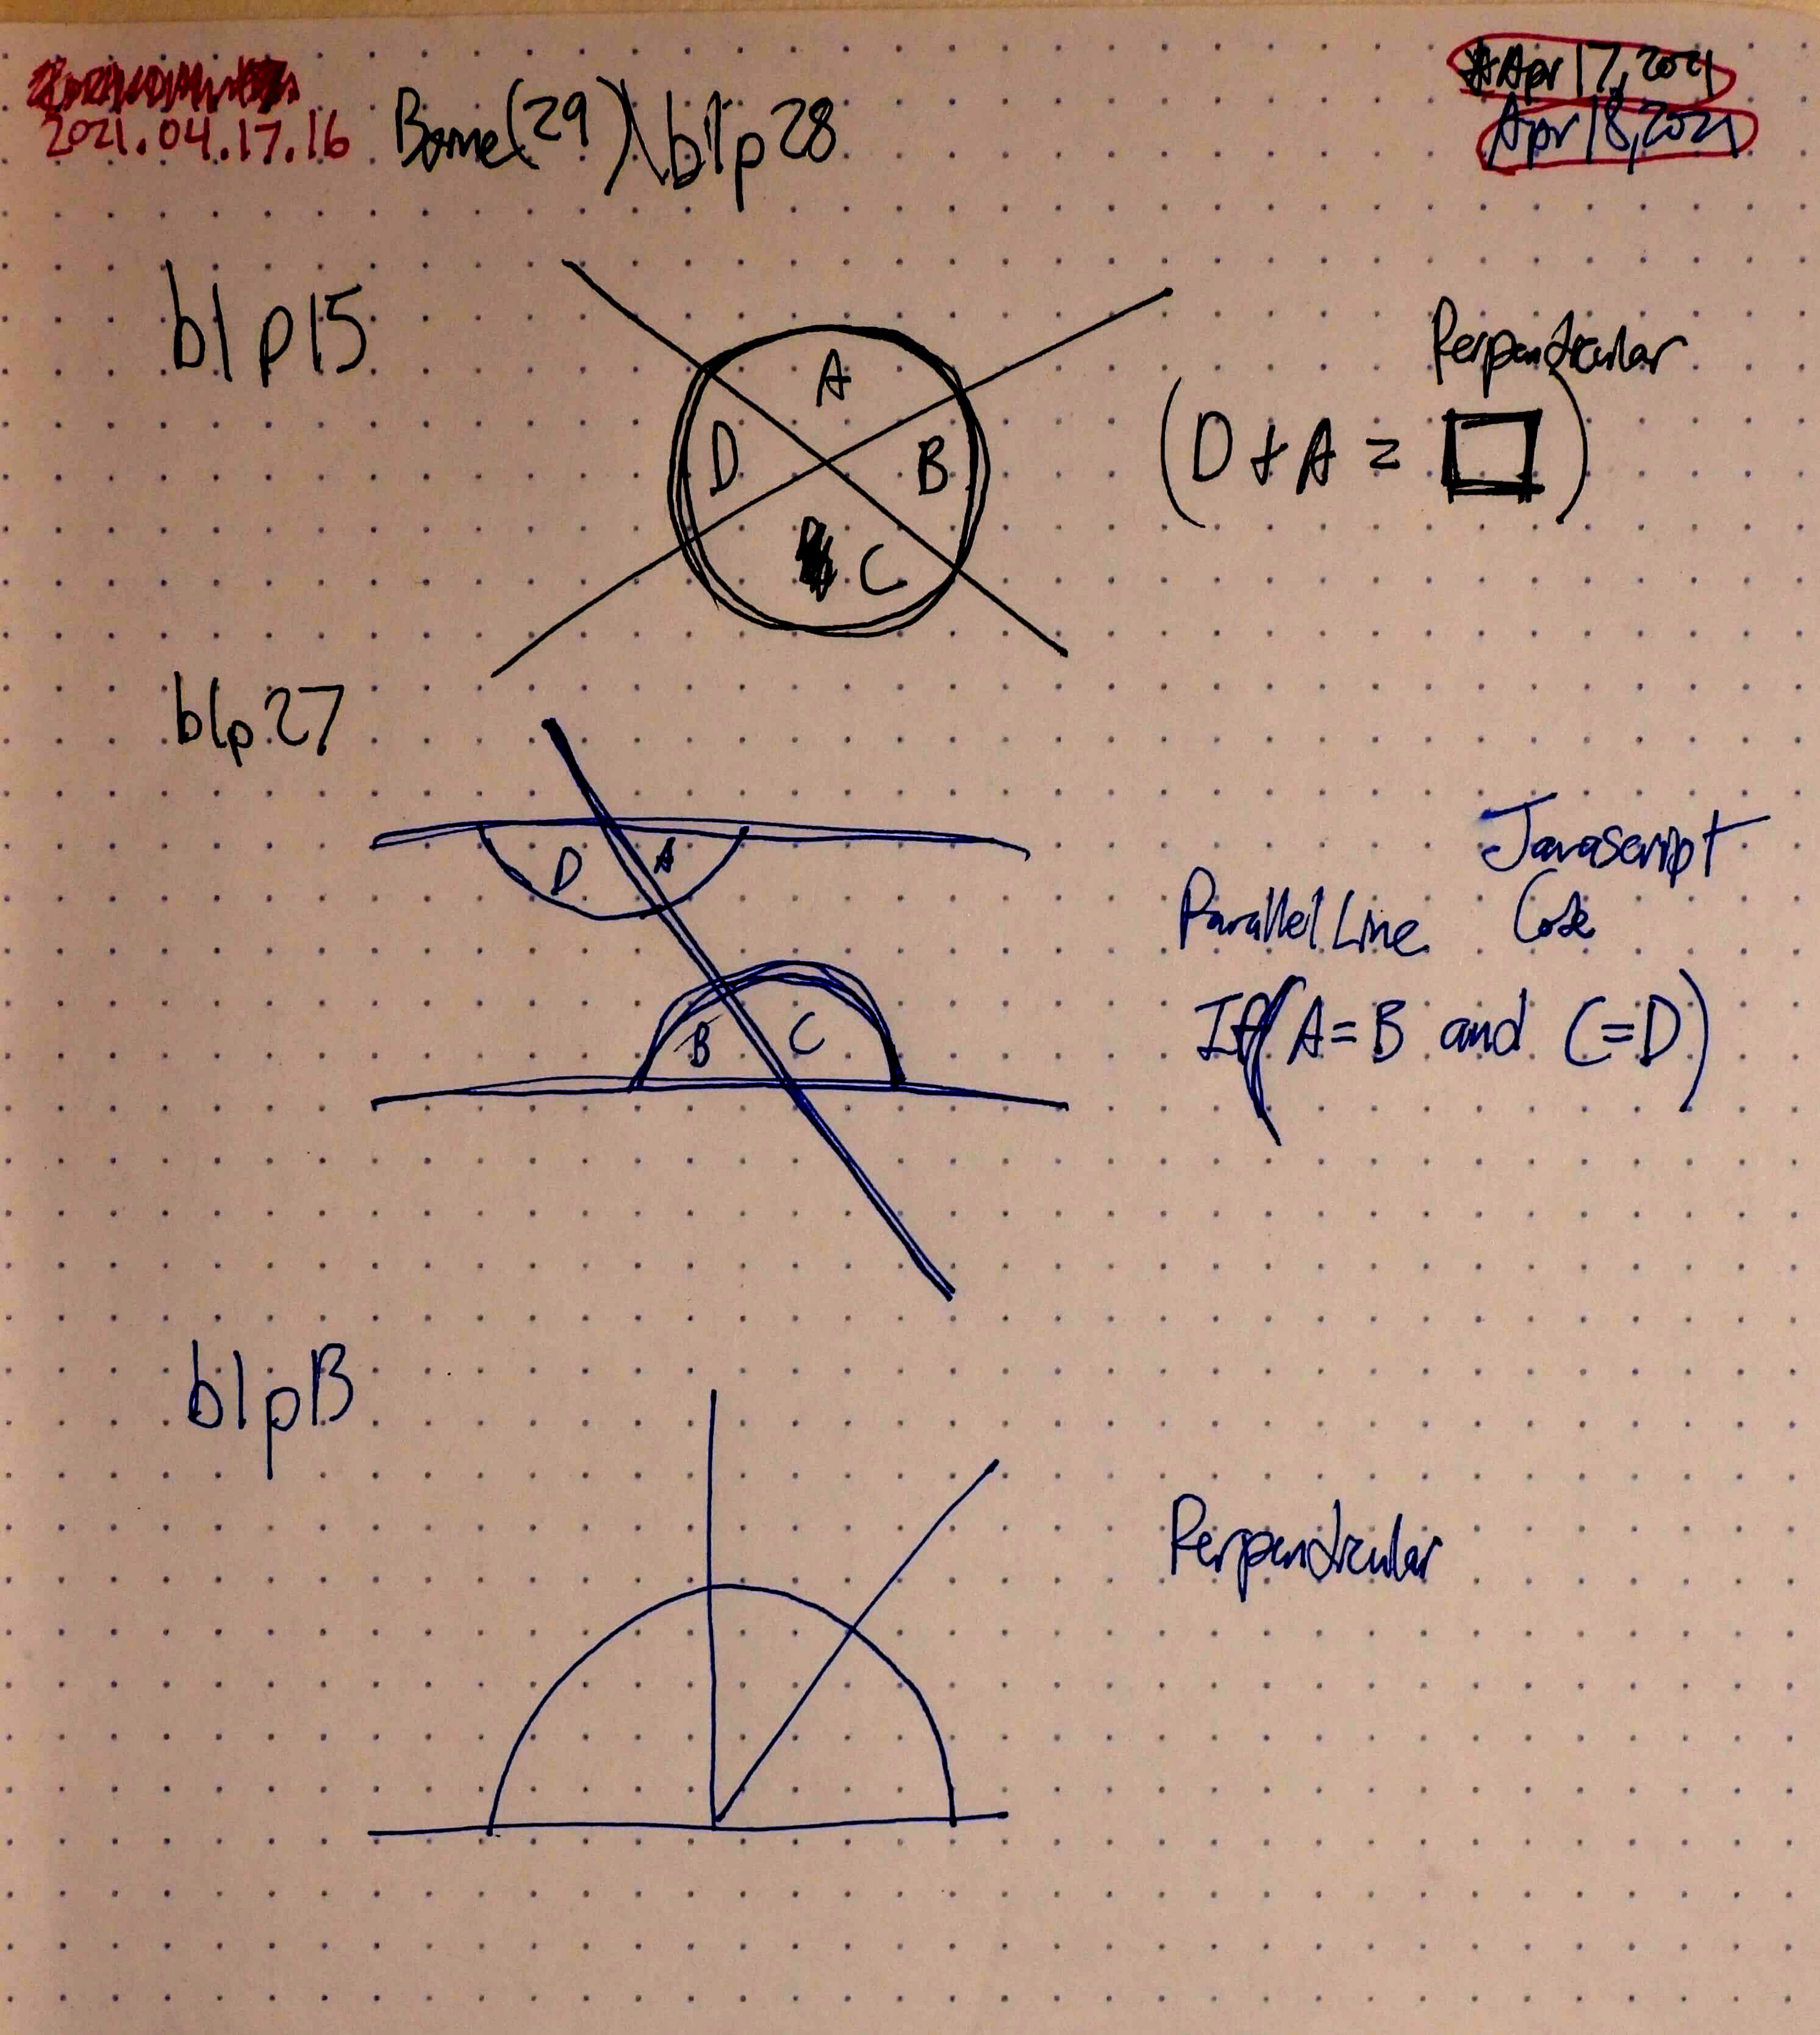 2021.04.17.16
Byrne(29)\b1p28
Apr 17, 2021
Apr 18, 2021
b1p15
A
D
B
C
Perpendicular
(D + A =
b1p27
D
A
B
C
Javascript
Parallel Line Code
If(A=B and C=D)
b1p13
Perpendicular